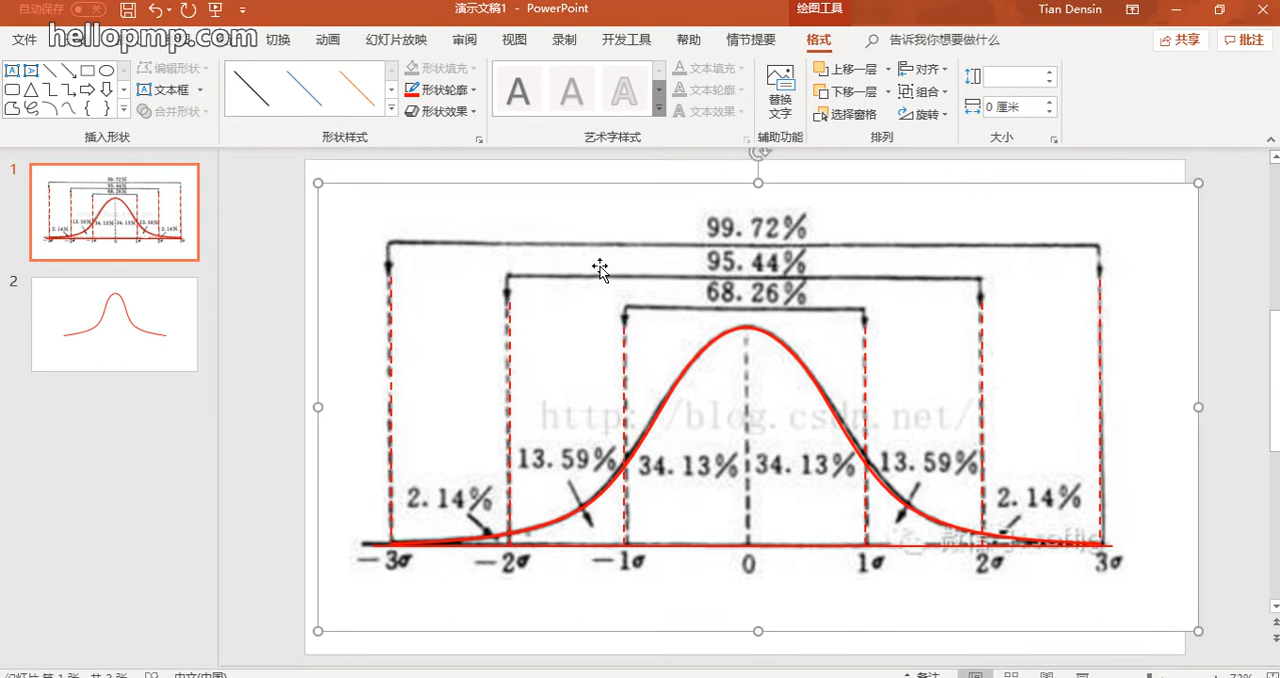 自动保存 演示文稿1 - PowerPoint 绘图工具 Tian Densin
hellopmp.com
文件 切换 动画 幻灯片放映 审阅 视图 录制 开发工具 帮助 情节提要 格式 告诉我你想要做什么 共享 批注
编辑形状
文本框
合并形状
插入形状
形状填充
形状轮廓
形状效果
形状样式
A A A
文本填充
文本轮廓
文本效果
艺术字样式
替换
文字
辅助功能
上移一层
下移一层
选择窗格
对齐
组合
旋转
排列
0 厘米
大小
1
2
99.72%
95.44%
68.26%
http://blog.csdn.net/
13.59% 34.13% 34.13% 13.59%
2.14% 2.14%
-3σ -2σ -1σ 0 1σ 2σ 3σ